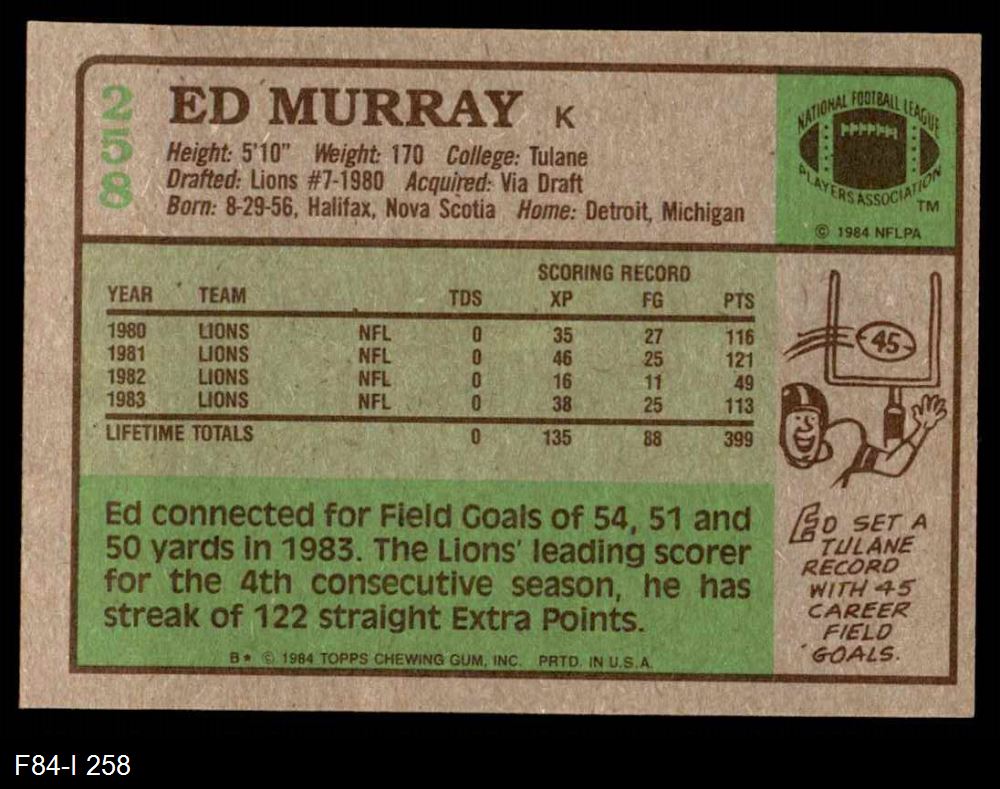 258
ED MURRAY K
Height: 5'10" Weight: 170 College: Tulane
Drafted: Lions #7-1980 Acquired: Via Draft
Born: 8-29-56, Halifax, Nova Scotia Home: Detroit, Michigan
NATIONAL FOOTBALL LEAGUE
PLAYERS ASSOCIATION
TM
© 1984 NFLPA
SCORING RECORD
YEAR TEAM TDS XP FG PTS
1980 LIONS NFL 0 35 27 116
1981 LIONS NFL 0 46 25 121
1982 LIONS NFL 0 16 11 49
1983 LIONS NFL 0 38 25 113
LIFETIME TOTALS 0 135 88 399
Ed connected for Field Goals of 54, 51 and
50 yards in 1983. The Lions' leading scorer
for the 4th consecutive season, he has
streak of 122 straight Extra Points.
B* © 1984 TOPPS CHEWING GUM, INC. PRTD. IN U.S.A.
45
ED SET A
TULANE
RECORD
WITH 45
CAREER
FIELD
GOALS.
F84-I 258